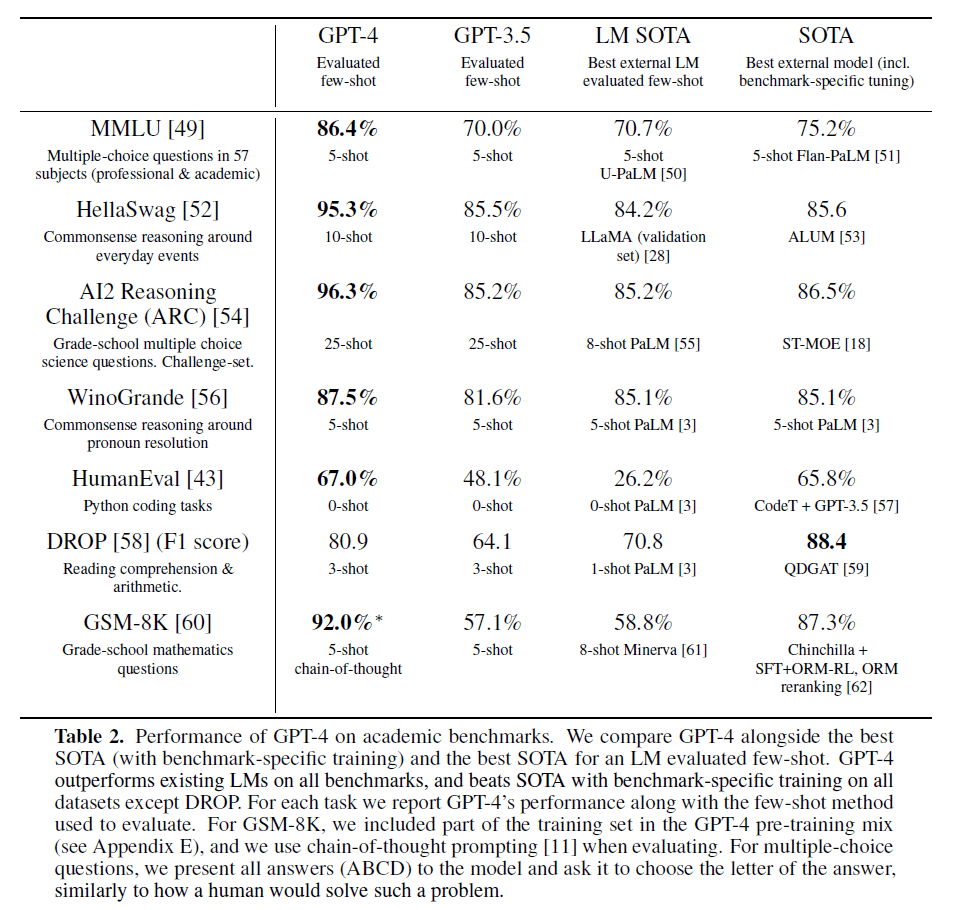 GPT-4 GPT-3.5 LM SOTA SOTA
Evaluated few-shot
Evaluated few-shot
Best external LM evaluated few-shot
Best external model (incl. benchmark-specific tuning)
MMLU [49] 86.4% 70.0% 70.7% 75.2%
Multiple-choice questions in 57
subjects (professional & academic)
5-shot 5-shot 5-shot
U-PaLM [50]
5-shot Flan-PaLM [51]
HellaSwag [52] 95.3% 85.5% 84.2% 85.6
Commonsense reasoning around
everyday events
10-shot 10-shot LLaMA (validation
set) [28]
ALUM [53]
AI2 Reasoning
Challenge (ARC) [54]
96.3% 85.2% 85.2% 86.5%
Grade-school multiple choice
science questions. Challenge-set.
25-shot 25-shot 8-shot PaLM [55] ST-MOE [18]
WinoGrande [56] 87.5% 81.6% 85.1% 85.1%
Commonsense reasoning around
pronoun resolution
5-shot 5-shot 5-shot PaLM [3] 5-shot PaLM [3]
HumanEval [43] 67.0% 48.1% 26.2% 65.8%
Python coding tasks 0-shot 0-shot 0-shot PaLM [3] CodeT + GPT-3.5 [57]
DROP [58] (F1 score) 80.9 64.1 70.8 88.4
Reading comprehension &
arithmetic.
3-shot 3-shot 1-shot PaLM [3] QDGAT [59]
GSM-8K [60] 92.0%* 57.1% 58.8% 87.3%
Grade-school mathematics
questions
5-shot
chain-of-thought
5-shot 8-shot Minerva [61] Chinchilla +
SFT+ORM-RL, ORM
reranking [62]
Table 2. Performance of GPT-4 on academic benchmarks. We compare GPT-4 alongside the best
SOTA (with benchmark-specific training) and the best SOTA for an LM evaluated few-shot. GPT-4
outperforms existing LMs on all benchmarks, and beats SOTA with benchmark-specific training on all
datasets except DROP. For each task we report GPT-4's performance along with the few-shot method
used to evaluate. For GSM-8K, we included part of the training set in the GPT-4 pre-training mix
(see Appendix E), and we use chain-of-thought prompting [11] when evaluating. For multiple-choice
questions, we present all answers (ABCD) to the model and ask it to choose the letter of the answer,
similarly to how a human would solve such a problem.